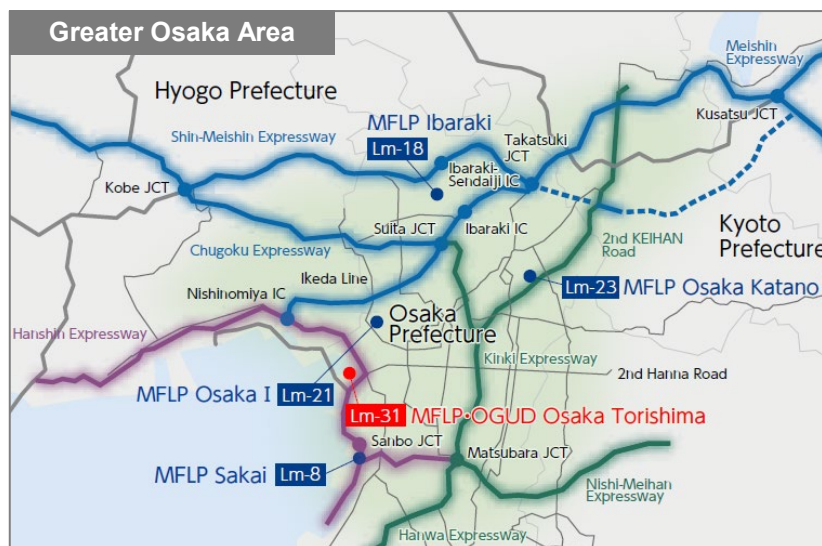 Greater Osaka Area
Meishin
Expressway
Hyogo Prefecture
Kusatsu JCT
Shin-Meishin Expressway
MFLP Ibaraki
Lm-18
Takatsuki
JCT
Ibaraki-
Sendaiji IC
Kobe JCT
Suita JCT
Ibaraki IC
Kyoto
Prefecture
Chugoku Expressway
2nd KEIHAN
Road
Ikeda Line
Nishinomiya IC
Lm-23 MFLP Osaka Katano
Osaka
Prefecture
Hanshin Expressway
Kinki Expressway
2nd Hanna Road
MFLP Osaka I Lm-21
Lm-31 MFLP•OGUD Osaka Torishima
Sanbo JCT
Matsubara JCT
MFLP Sakai Lm-8
Nishi-Meihan
Expressway
Hanwa Expressway